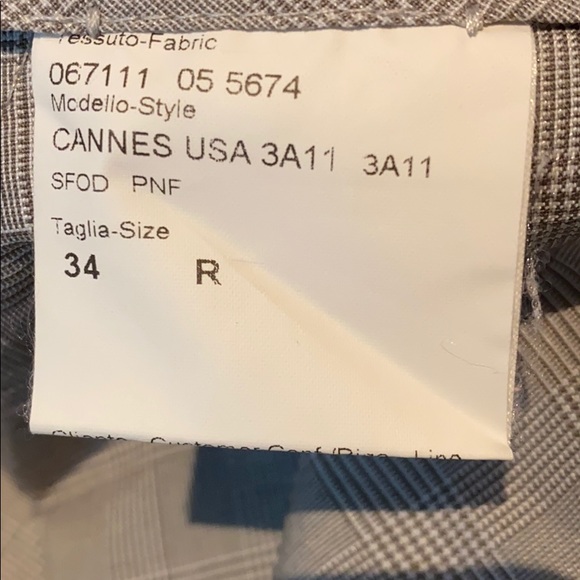 Tessuto-Fabric
067111 05 5674
Modello-Style
CANNES USA 3A11 3A11
SFOD PNF
Taglia-Size
34 R